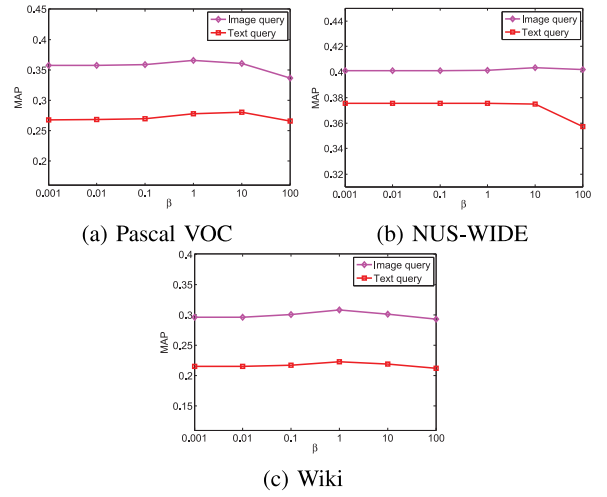 0.45
0.4
0.35
0.3
0.25
0.2
MAP
Image query
Text query
0.001 0.01 0.1 1 10 100
β
(a) Pascal VOC
0.44
0.42
0.4
0.38
0.36
0.34
0.32
MAP
Image query
Text query
0.001 0.01 0.1 1 10 100
β
(b) NUS-WIDE
0.4
0.35
0.3
0.25
0.2
0.15
MAP
Image query
Text query
0.001 0.01 0.1 1 10 100
β
(c) Wiki